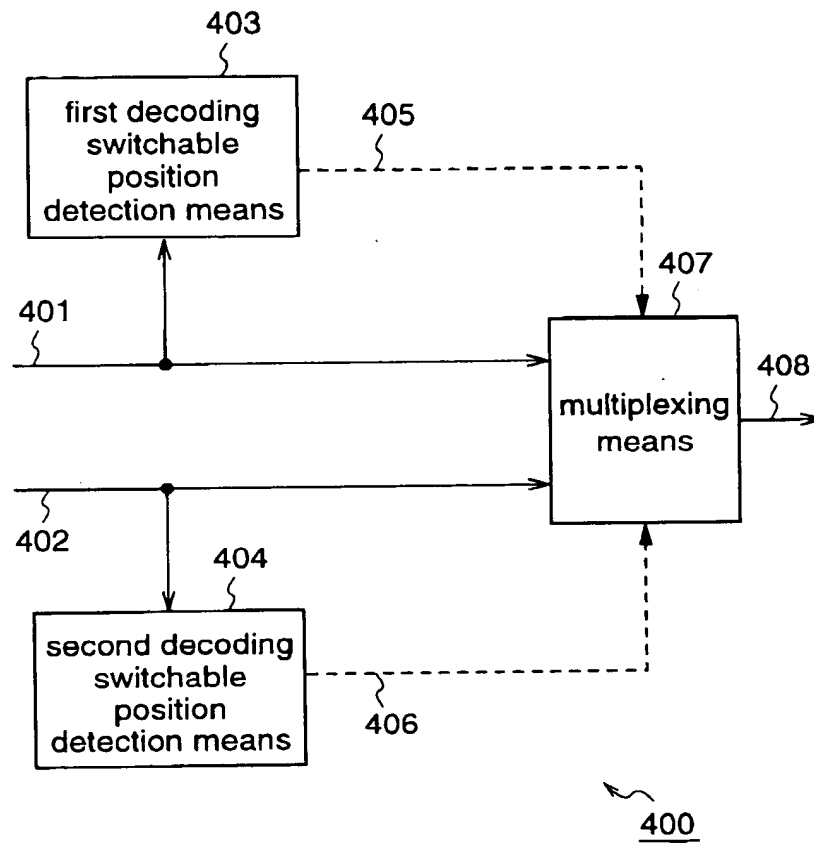 403
first decoding
switchable
position
detection means
405
407
401
408
multiplexing
means
402
404
second decoding
switchable
position
detection means
406
400